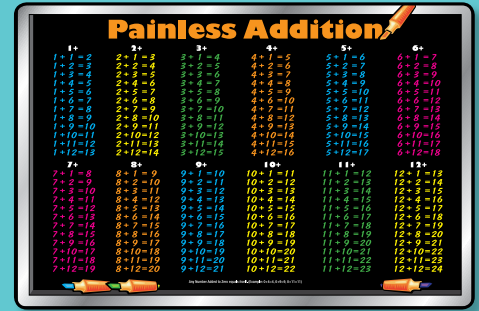 Painless Addition
1+ 2+ 3+ 4+ 5+ 6+
1+1=2 2+1=3 3+1=4 4+1=5 5+1=6 6+1=7
1+2=3 2+2=4 3+2=5 4+2=6 5+2=7 6+2=8
1+3=4 2+3=5 3+3=6 4+3=7 5+3=8 6+3=9
1+4=5 2+4=6 3+4=7 4+4=8 5+4=9 6+4=10
1+5=6 2+5=7 3+5=8 4+5=9 5+5=10 6+5=11
1+6=7 2+6=8 3+6=9 4+6=10 5+6=11 6+6=12
1+7=8 2+7=9 3+7=10 4+7=11 5+7=12 6+7=13
1+8=9 2+8=10 3+8=11 4+8=12 5+8=13 6+8=14
1+9=10 2+9=11 3+9=12 4+9=13 5+9=14 6+9=15
1+10=11 2+10=12 3+10=13 4+10=14 5+10=15 6+10=16
1+11=12 2+11=13 3+11=14 4+11=15 5+11=16 6+11=17
1+12=13 2+12=14 3+12=15 4+12=16 5+12=17 6+12=18
7+ 8+ 9+ 10+ 11+ 12+
7+1=8 8+1=9 9+1=10 10+1=11 11+1=12 12+1=13
7+2=9 8+2=10 9+2=11 10+2=12 11+2=13 12+2=14
7+3=10 8+3=11 9+3=12 10+3=13 11+3=14 12+3=15
7+4=11 8+4=12 9+4=13 10+4=14 11+4=15 12+4=16
7+5=12 8+5=13 9+5=14 10+5=15 11+5=16 12+5=17
7+6=13 8+6=14 9+6=15 10+6=16 11+6=17 12+6=18
7+7=14 8+7=15 9+7=16 10+7=17 11+7=18 12+7=19
7+8=15 8+8=16 9+8=17 10+8=18 11+8=19 12+8=20
7+9=16 8+9=17 9+9=18 10+9=19 11+9=20 12+9=21
7+10=17 8+10=18 9+10=19 10+10=20 11+10=21 12+10=22
7+11=18 8+11=19 9+11=20 10+11=21 11+11=22 12+11=23
7+12=19 8+12=20 9+12=21 10+12=22 11+12=23 12+12=24
Any Number Added to Zero equals itself.